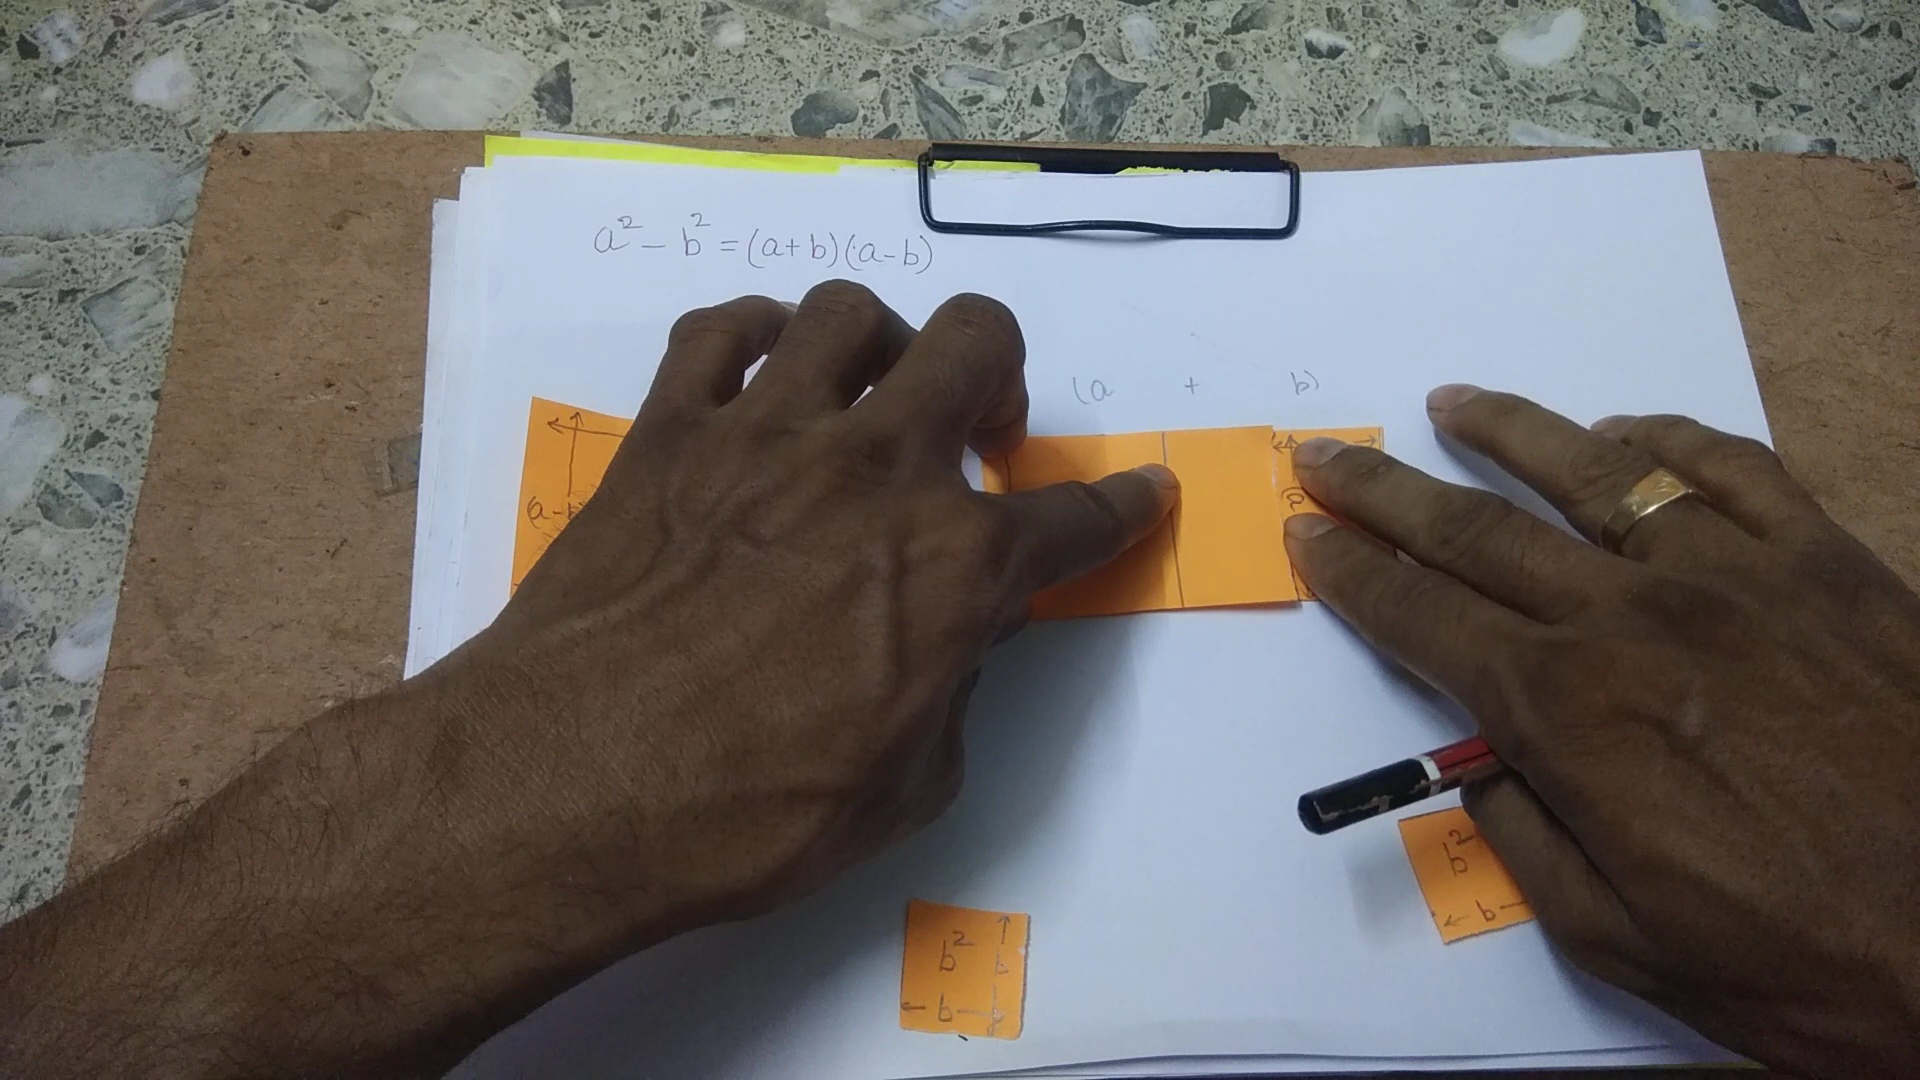 a² - b² = (a+b)(a-b)
(a + b)
(a-
(a
b²
b
b²
b
b